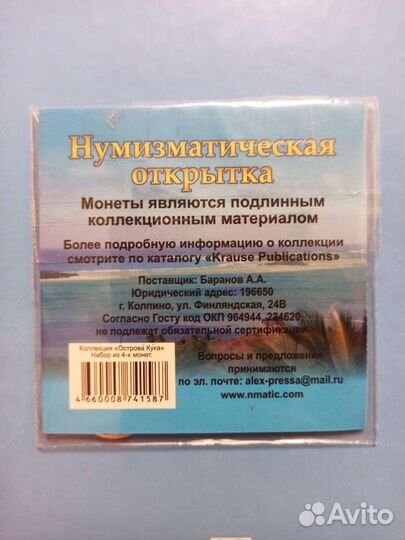 Нумизматическая
открытка
Монеты являются подлинным
коллекционным материалом
Более подробную информацию о коллекции
смотрите по каталогу «Krause Publications»
Поставщик: Баранов А.А.
Юридический адрес: 196650
г. Колпино, ул. Финляндская, 24В
Согласно Госту код ОКП 964944, 234620
не подлежат обязательной сертификации.
Коллекция «Острова Кука»
Набор из 4-х монет.
4 660008 741587
Вопросы и предложения
принимаются
по эл. почте: alex-pressa@mail.ru
www.nmatic.com
Avito